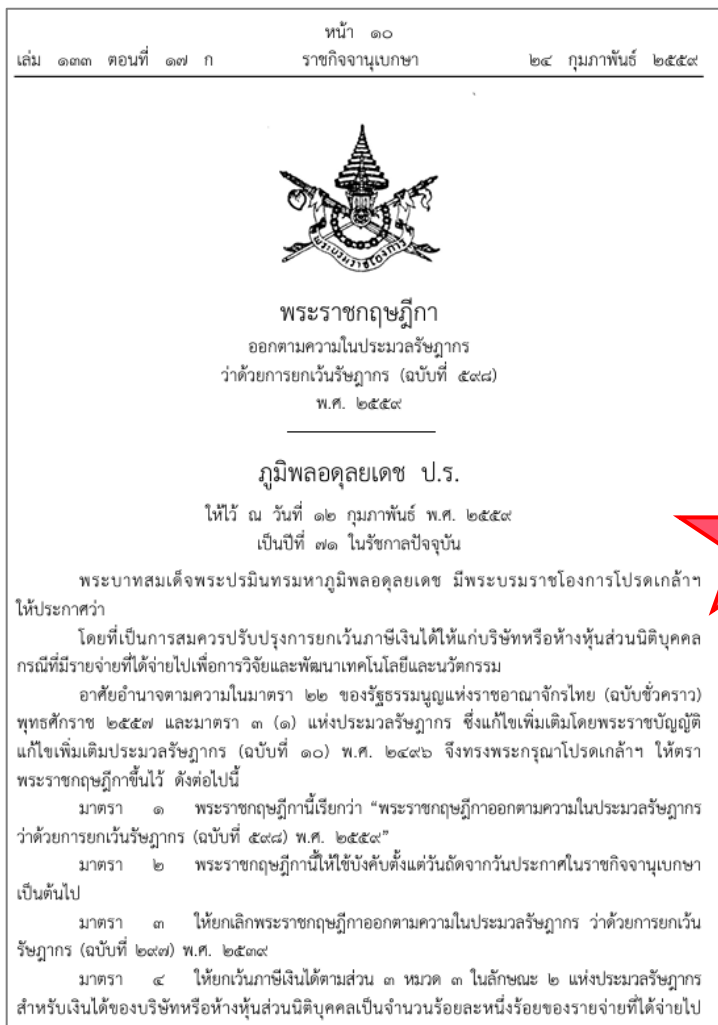 หน้า ๑๐
เล่ม ๑๓๓ ตอนที่ ๑๗ ก ราชกิจจานุเบกษา ๒๔ กุมภาพันธ์ ๒๕๕๙
พระบรมราชโองการ
พระราชกฤษฎีกา
ออกตามความในประมวลรัษฎากร
ว่าด้วยการยกเว้นรัษฎากร (ฉบับที่ ๕๙๘)
พ.ศ. ๒๕๕๙
ภูมิพลอดุลยเดช ป.ร.
ให้ไว้ ณ วันที่ ๑๒ กุมภาพันธ์ พ.ศ. ๒๕๕๙
เป็นปีที่ ๗๑ ในรัชกาลปัจจุบัน
พระบาทสมเด็จพระปรมินทรมหาภูมิพลอดุลยเดช มีพระบรมราชโองการโปรดเกล้าฯ
ให้ประกาศว่า
โดยที่เป็นการสมควรปรับปรุงการยกเว้นภาษีเงินได้ให้แก่บริษัทหรือห้างหุ้นส่วนนิติบุคคล
กรณีที่มีรายจ่ายที่ได้จ่ายไปเพื่อการวิจัยและพัฒนาเทคโนโลยีและนวัตกรรม
อาศัยอำนาจตามความในมาตรา ๒๒ ของรัฐธรรมนูญแห่งราชอาณาจักรไทย (ฉบับชั่วคราว)
พุทธศักราช ๒๕๕๗ และมาตรา ๓ (๑) แห่งประมวลรัษฎากร ซึ่งแก้ไขเพิ่มเติมโดยพระราชบัญญัติ
แก้ไขเพิ่มเติมประมวลรัษฎากร (ฉบับที่ ๑๐) พ.ศ. ๒๔๙๖ จึงทรงพระกรุณาโปรดเกล้าฯ ให้ตรา
พระราชกฤษฎีกาขึ้นไว้ ดังต่อไปนี้
มาตรา ๑ พระราชกฤษฎีกานี้เรียกว่า “พระราชกฤษฎีกาออกตามความในประมวลรัษฎากร
ว่าด้วยการยกเว้นรัษฎากร (ฉบับที่ ๕๙๘) พ.ศ. ๒๕๕๙”
มาตรา ๒ พระราชกฤษฎีกานี้ให้ใช้บังคับตั้งแต่วันถัดจากวันประกาศในราชกิจจานุเบกษา
เป็นต้นไป
มาตรา ๓ ให้ยกเลิกพระราชกฤษฎีกาออกตามความในประมวลรัษฎากร ว่าด้วยการยกเว้น
รัษฎากร (ฉบับที่ ๒๙๗) พ.ศ. ๒๕๓๙
มาตรา ๔ ให้ยกเว้นภาษีเงินได้ตามส่วน ๓ หมวด ๓ ในลักษณะ ๒ แห่งประมวลรัษฎากร
สำหรับเงินได้ของบริษัทหรือห้างหุ้นส่วนนิติบุคคลเป็นจำนวนร้อยละหนึ่งร้อยของรายจ่ายที่ได้จ่ายไป